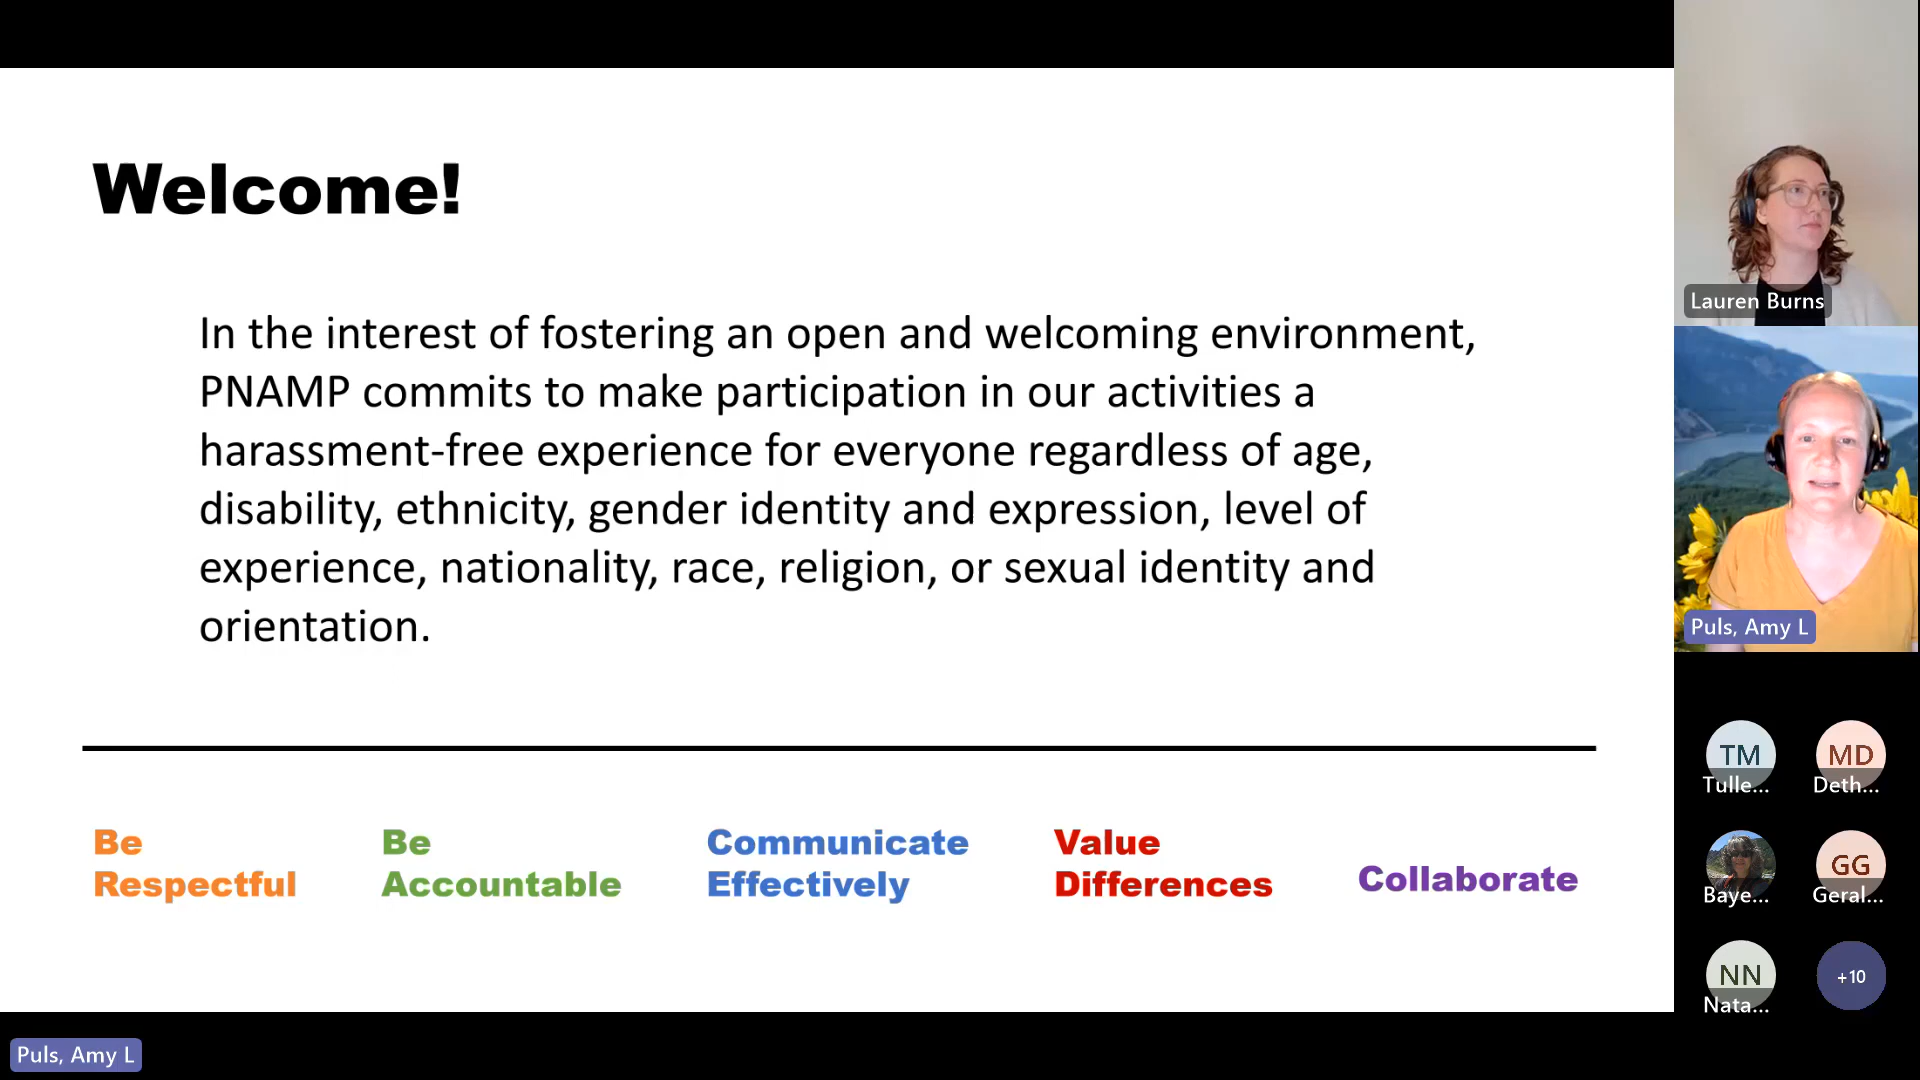 Welcome!
In the interest of fostering an open and welcoming environment,
PNAMP commits to make participation in our activities a
harassment-free experience for everyone regardless of age,
disability, ethnicity, gender identity and expression, level of
experience, nationality, race, religion, or sexual identity and
orientation.
Be
Respectful
Be
Accountable
Communicate
Effectively
Value
Differences
Collaborate
Lauren Burns
Puls, Amy L
TM
Tulle...
MD
Deth...
Baye...
GG
Geral...
NN
Nata...
+10
Puls, Amy L